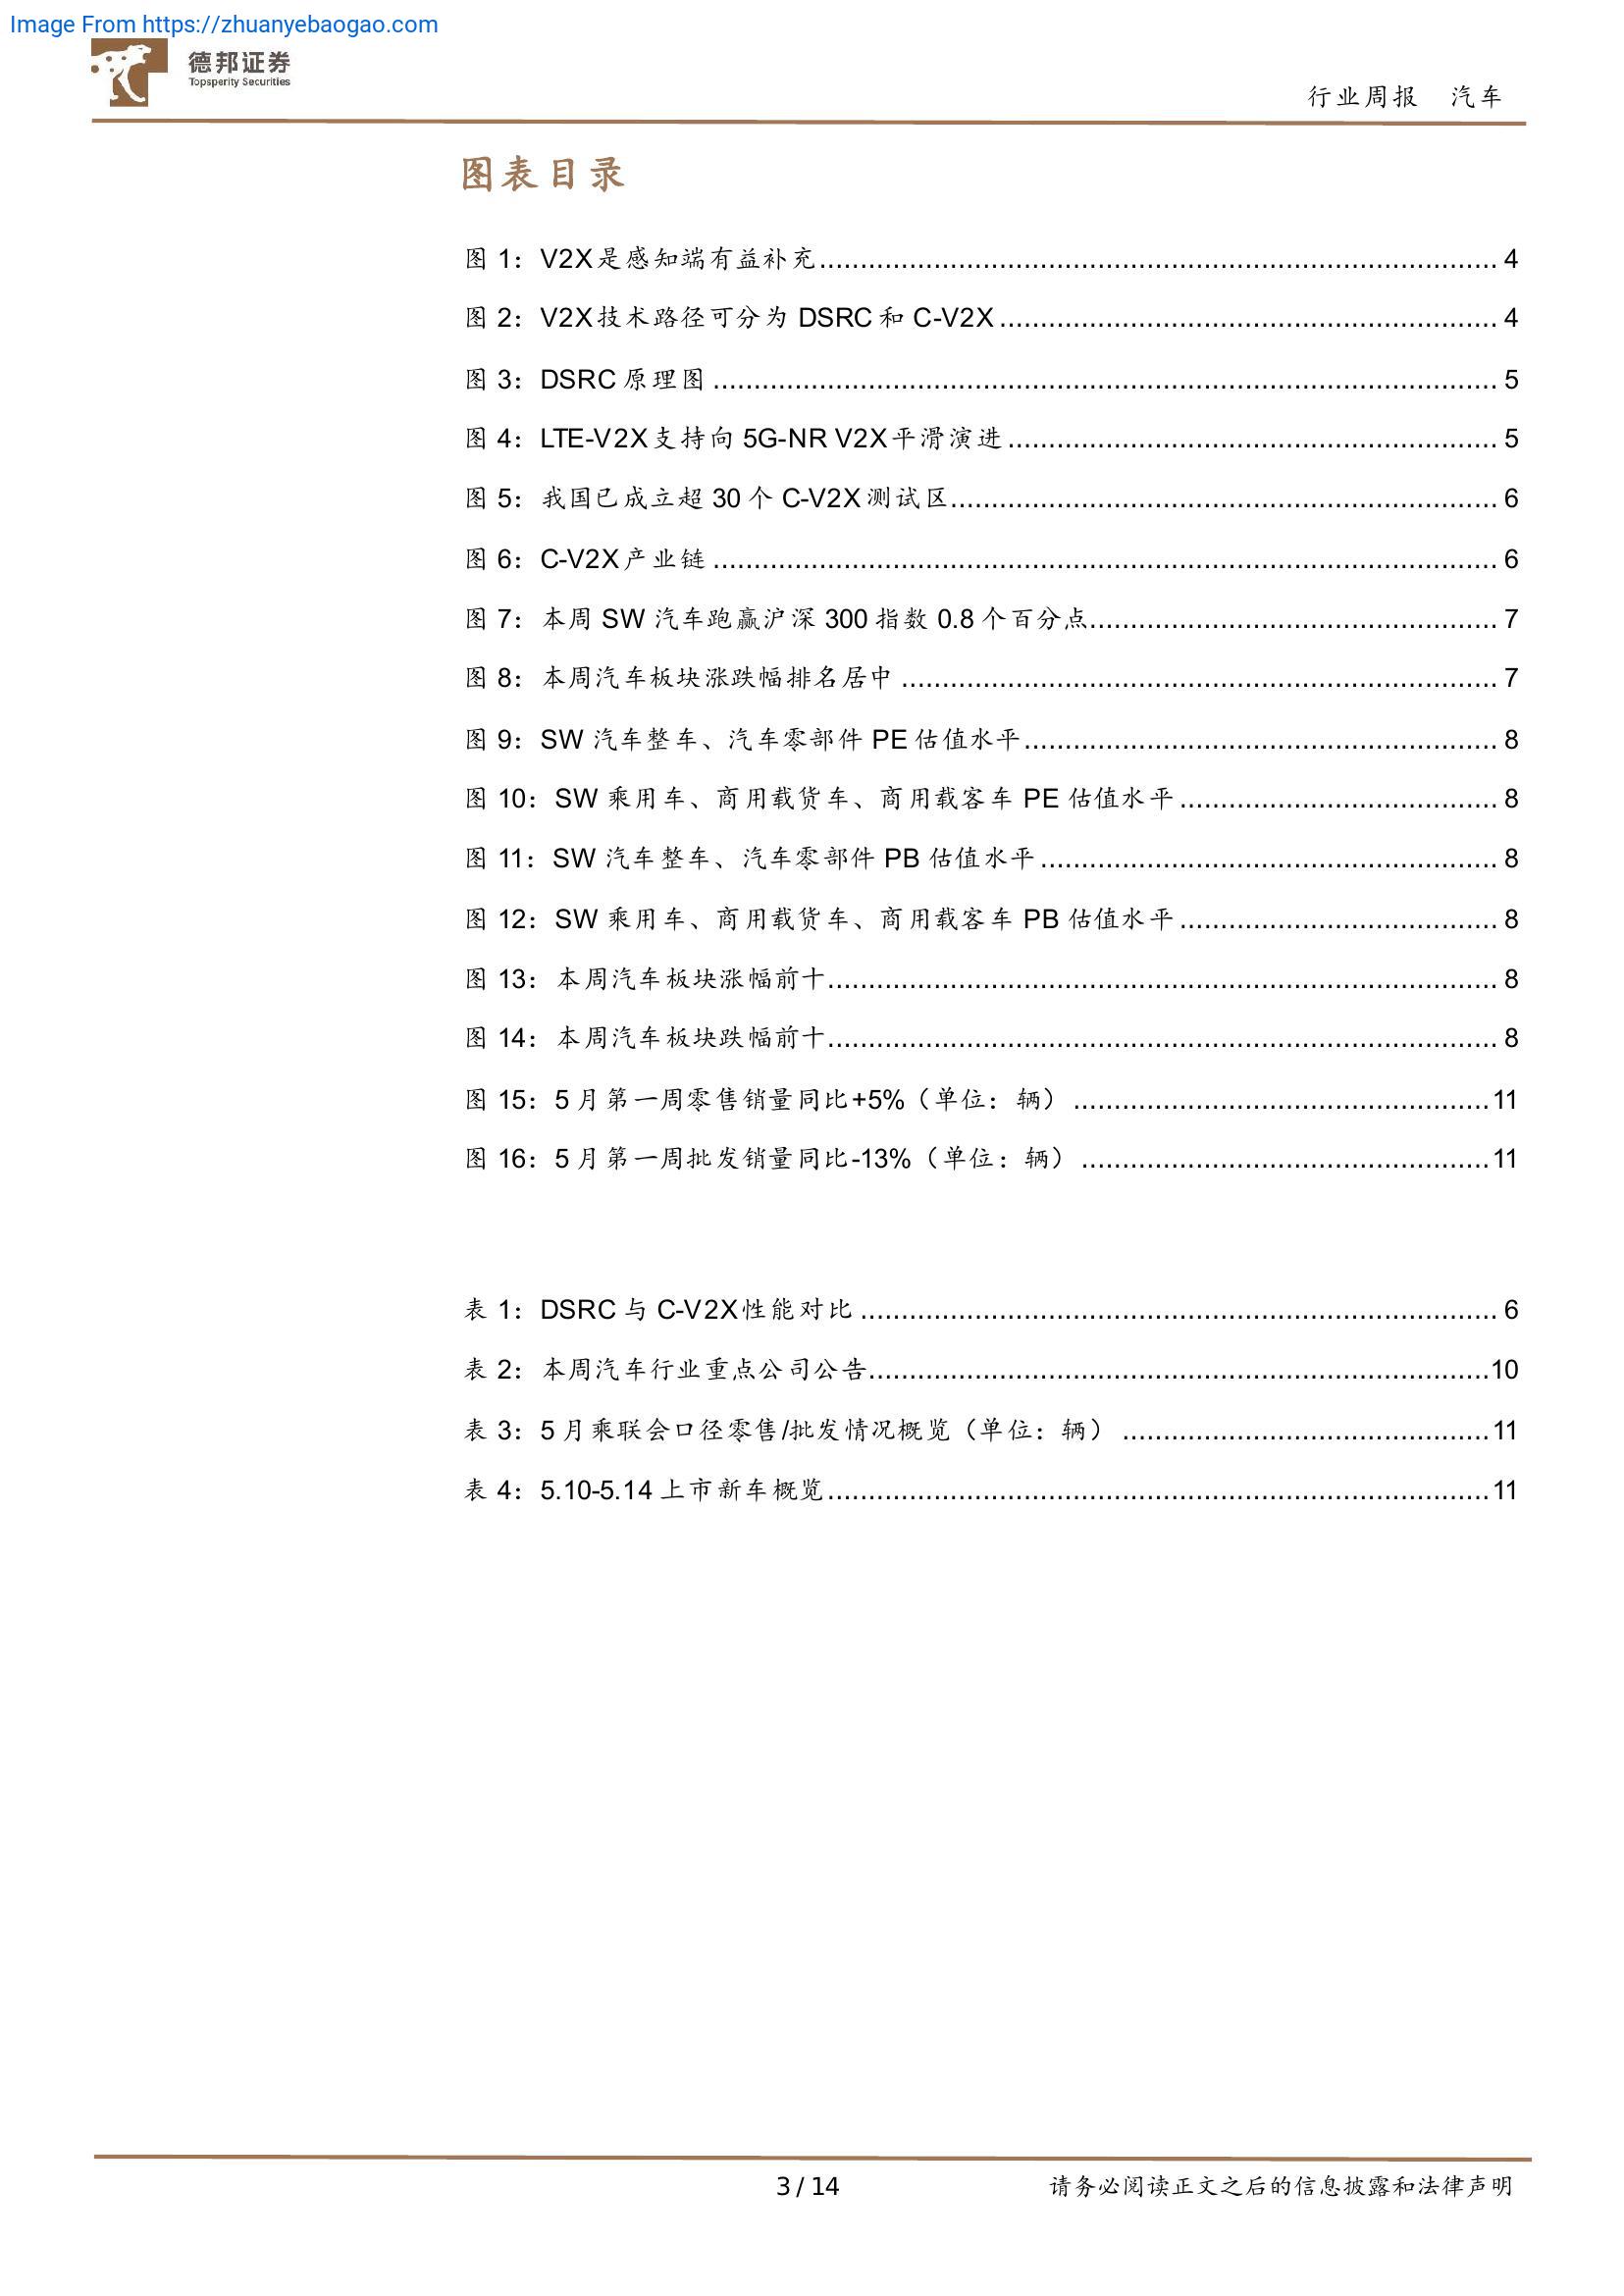 Image From https://zhuanyebaogao.com
德邦证券
Topsperity Securities
行业周报 汽车
图表目录
图 1：V2X是感知端有益补充 4
图 2：V2X技术路径可分为 DSRC 和 C-V2X 4
图 3：DSRC 原理图 5
图 4：LTE-V2X支持向 5G-NR V2X平滑演进 5
图 5：我国已成立超 30 个 C-V2X 测试区 6
图 6：C-V2X产业链 6
图 7：本周 SW 汽车跑赢沪深 300 指数 0.8 个百分点 7
图 8：本周汽车板块涨跌幅排名居中 7
图 9：SW 汽车整车、汽车零部件 PE 估值水平 8
图 10：SW 乘用车、商用载货车、商用载客车 PE 估值水平 8
图 11：SW 汽车整车、汽车零部件 PB 估值水平 8
图 12：SW 乘用车、商用载货车、商用载客车 PB 估值水平 8
图 13：本周汽车板块涨幅前十 8
图 14：本周汽车板块跌幅前十 8
图 15：5 月第一周零售销量同比+5%（单位：辆） 11
图 16：5 月第一周批发销量同比-13%（单位：辆） 11
表 1：DSRC 与 C-V2X性能对比 6
表 2：本周汽车行业重点公司公告 10
表 3：5 月乘联会口径零售/批发情况概览（单位：辆） 11
表 4：5.10-5.14 上市新车概览 11
3 / 14 请务必阅读正文之后的信息披露和法律声明